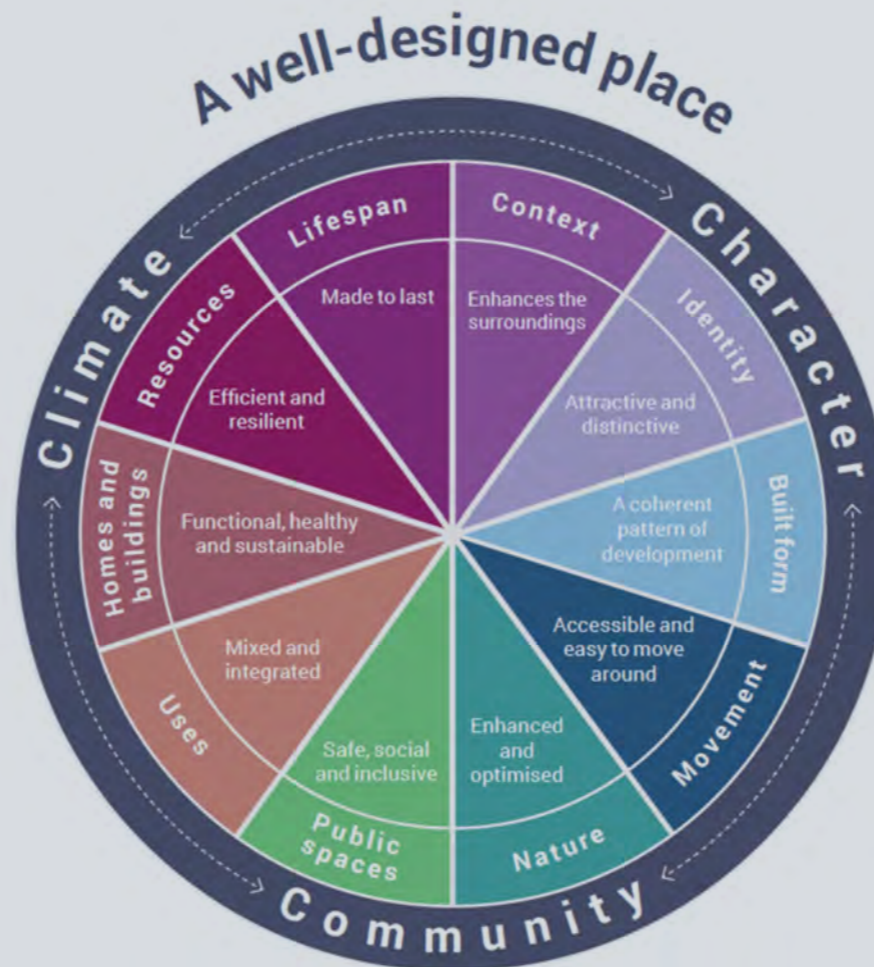 A well-designed place
Climate
Character
Community
Context
Enhances the
surroundings
Identity
Attractive and
distinctive
Built form
A coherent
pattern of
development
Movement
Accessible and
easy to move
around
Nature
Enhanced
and
optimised
Public
spaces
Safe, social
and inclusive
Uses
Mixed and
integrated
Homes and
buildings
Functional, healthy
and sustainable
Resources
Efficient and
resilient
Lifespan
Made to last